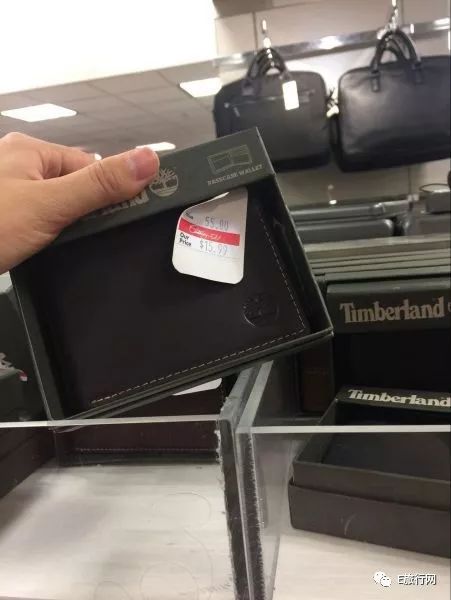 PASSCASE WALLET
55.00
Our
Price
$15.99
Timberland
Timberland
E旅行网